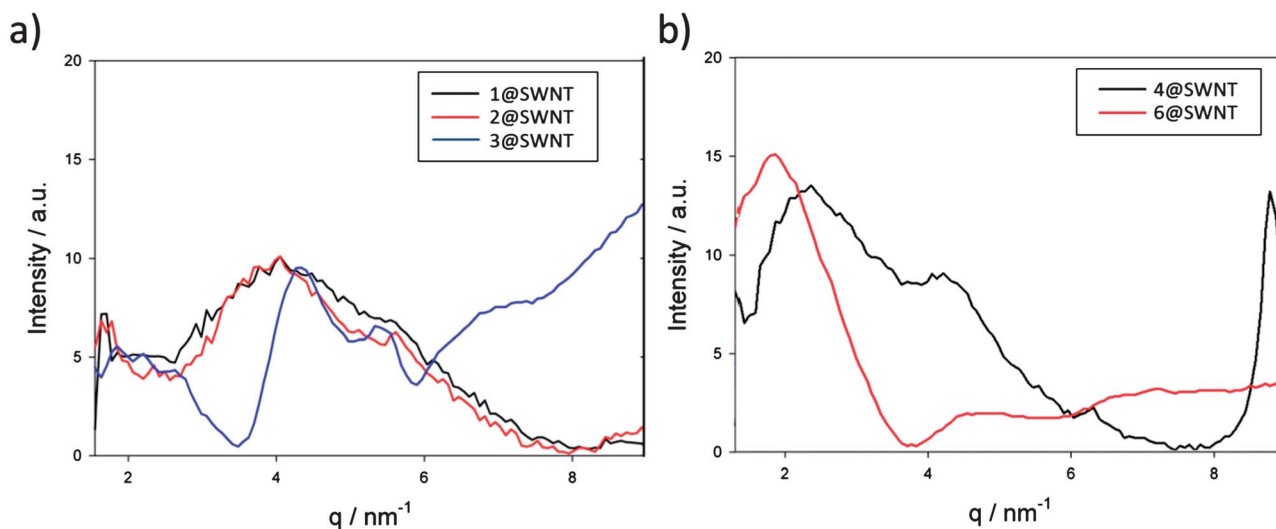 a)
20
15
10
5
0
Intensity / a.u.
1@SWNT
2@SWNT
3@SWNT
2
4
6
8
q / nm⁻¹
b)
20
15
10
5
0
Intensity / a.u.
4@SWNT
6@SWNT
2
4
6
8
q / nm⁻¹